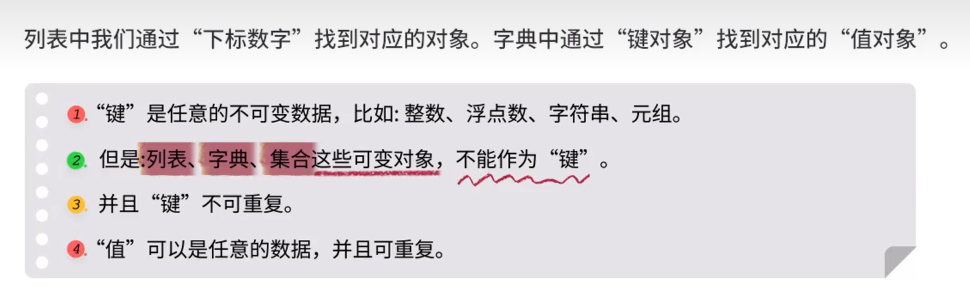 列表中我们通过“下标数字”找到对应的对象。字典中通过“键对象”找到对应的“值对象”。
1.“键”是任意的不可变数据，比如: 整数、浮点数、字符串、元组。
2. 但是:列表、字典、集合这些可变对象，不能作为“键”。
3. 并且“键”不可重复。
4.“值”可以是任意的数据，并且可重复。